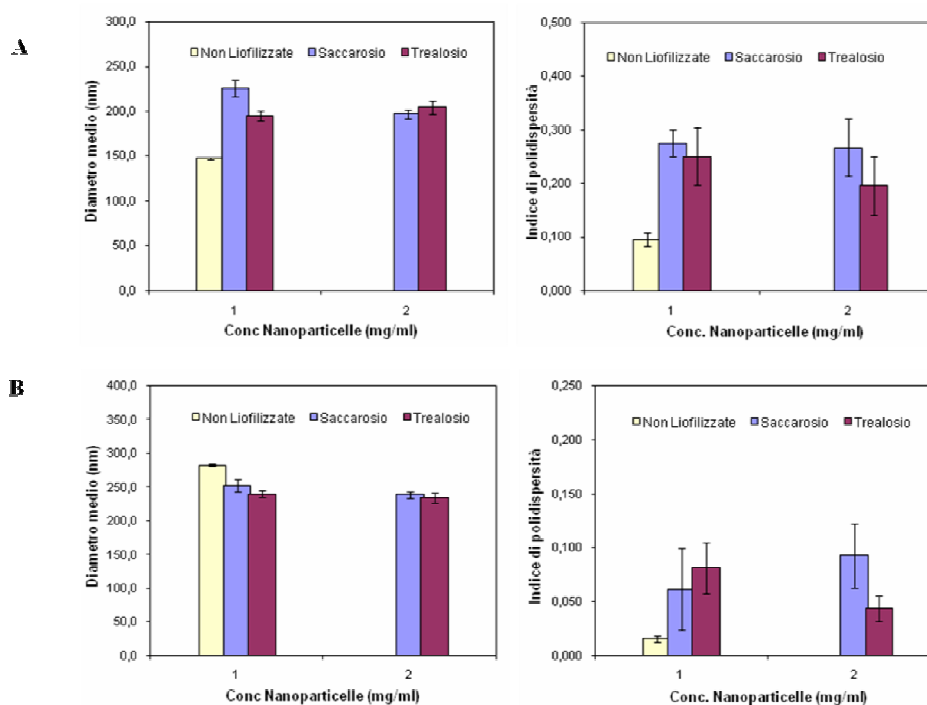 A
300,0
250,0
200,0
150,0
100,0
50,0
0,0
Diametro medio (nm)
Non Liofilizzate Saccarosio Trealosio
1 2
Conc Nanoparticelle (mg/ml)
0,500
0,400
0,300
0,200
0,100
0,000
Indice di polidispersità
Non Liofilizzate Saccarosio Trealosio
1 2
Conc. Nanoparticelle (mg/ml)
B
400,0
350,0
300,0
250,0
200,0
150,0
100,0
50,0
0,0
Diametro medio (nm)
Non Liofilizzate Saccarosio Trealosio
1 2
Conc Nanoparticelle (mg/ml)
0,250
0,200
0,150
0,100
0,050
0,000
Indice di polidispersità
Non Liofilizzate Saccarosio Trealosio
1 2
Conc. Nanoparticelle (mg/ml)